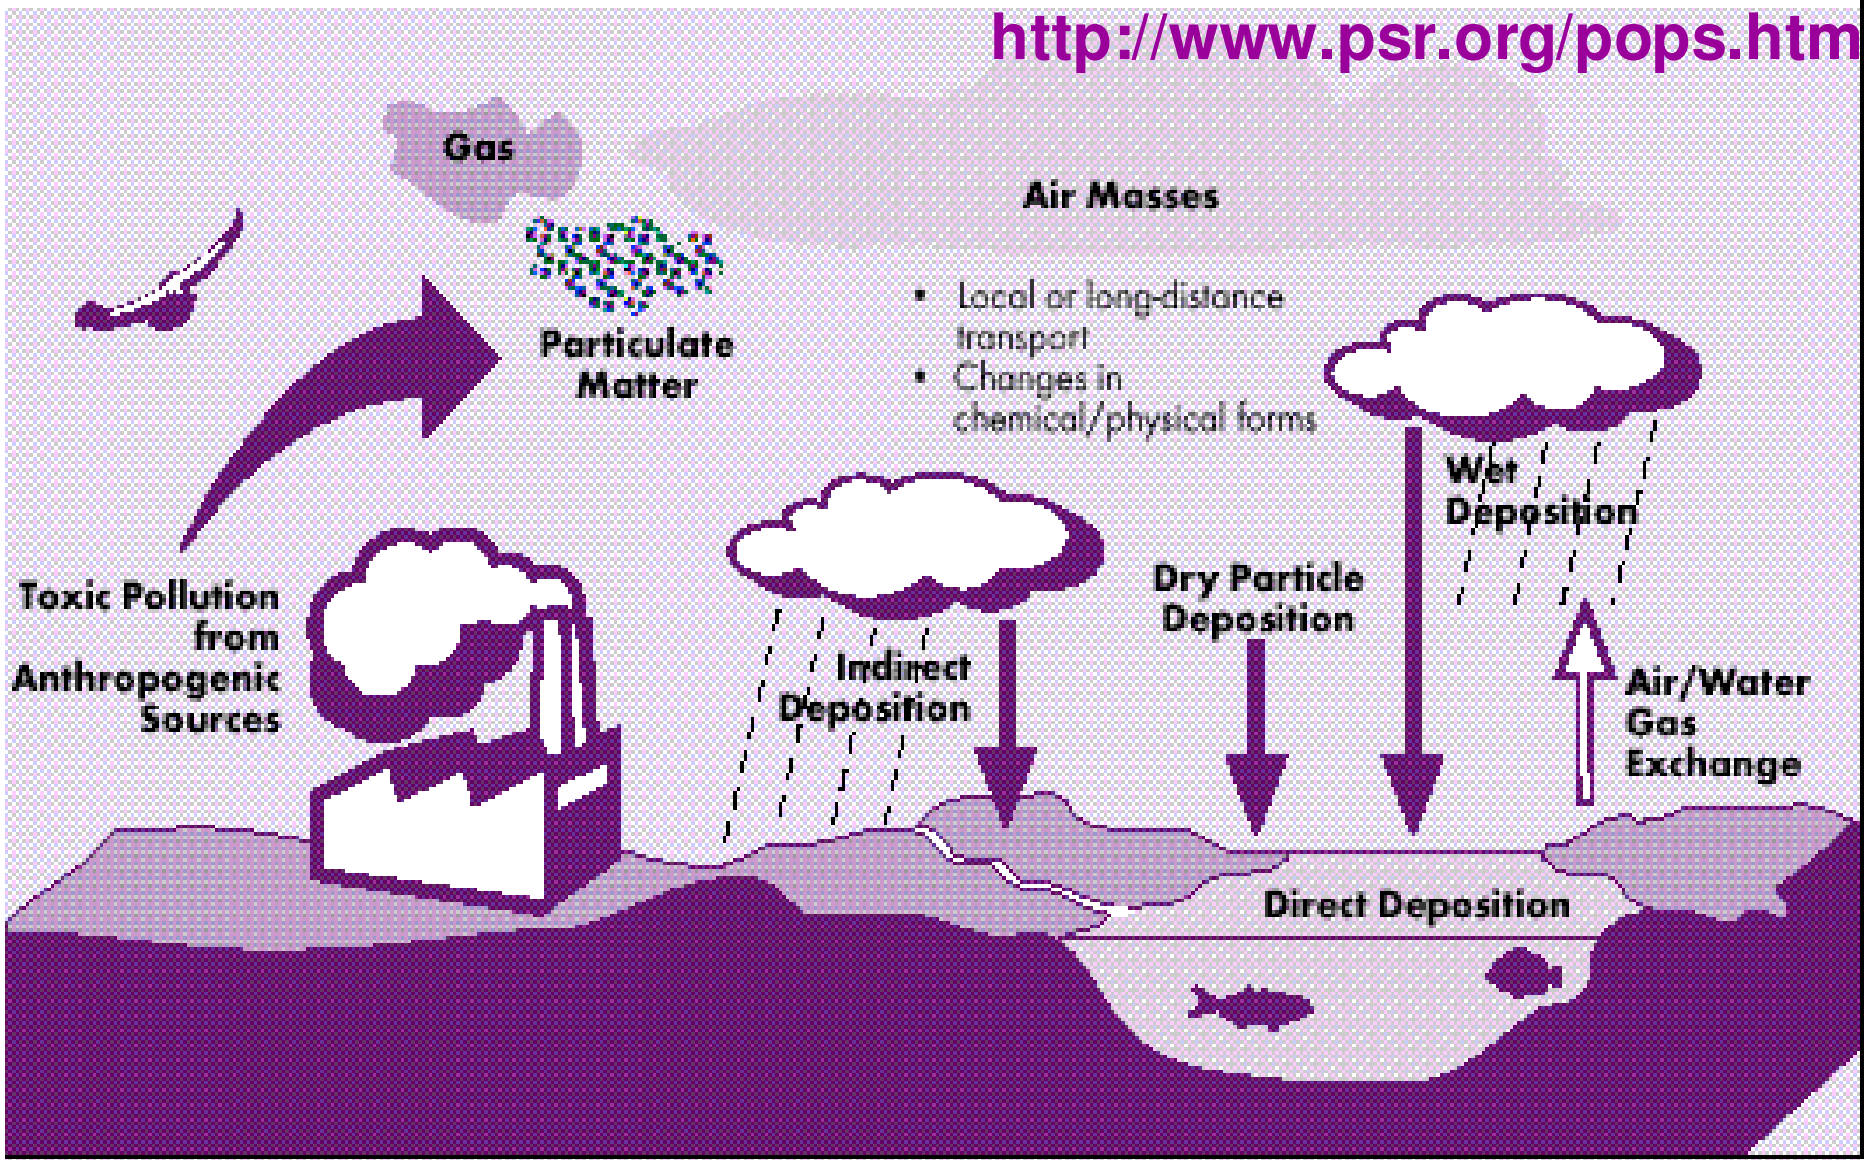 http://www.psr.org/pops.htm
Gas
Air Masses
Particulate
Matter
• Local or long-distance
transport
• Changes in
chemical/physical forms
Wet
Deposition
Dry Particle
Deposition
Toxic Pollution
from
Anthropogenic
Sources
Indirect
Deposition
Air/Water
Gas
Exchange
Direct Deposition